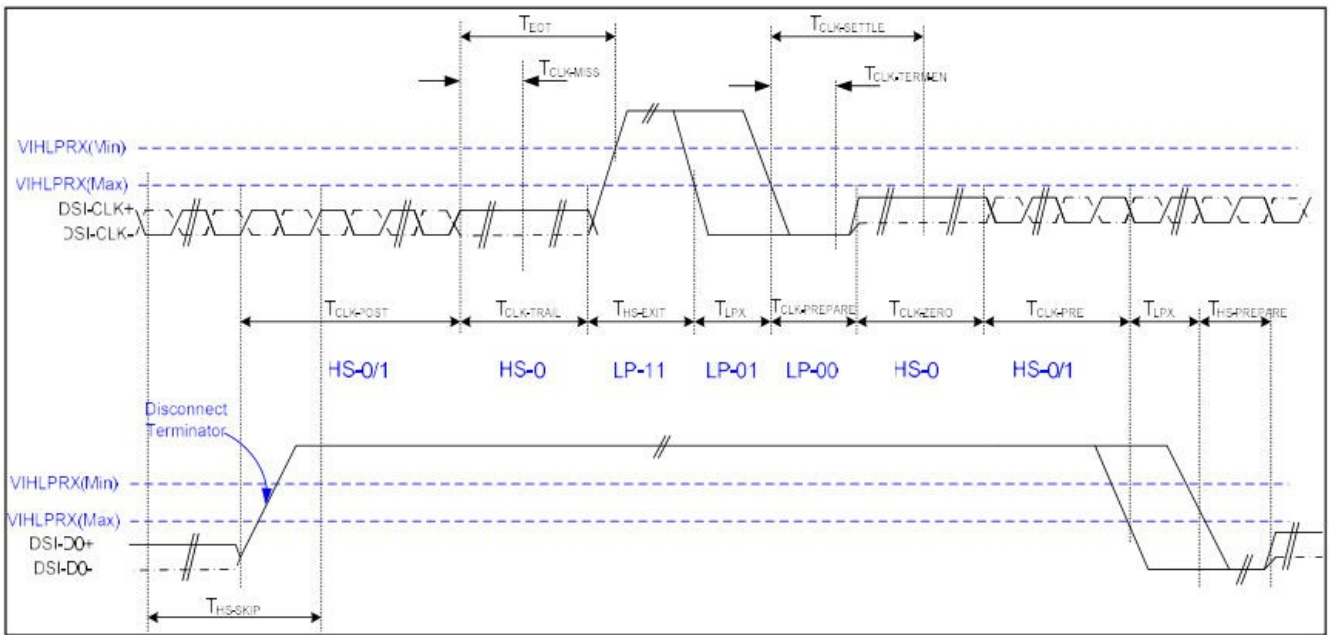 TEOT
TCLK-SETTLE
TCLK-MISS
TCLK-TERMEN
VIHLPRX(Min)
VIHLPRX(Max)
DSI-CLK+
DSI-CLK-
TCLK-POST
TCLK-TRAIL
THS-EXIT
TLPX
TCLK-PREPARE
TCLK-ZERO
TCLK-PRE
TLPX
THS-PREPARE
HS-0/1
HS-0
LP-11
LP-01
LP-00
HS-0
HS-0/1
Disconnect
Terminator
VIHLPRX(Min)
VIHLPRX(Max)
DSI-D0+
DSI-D0-
THS-SKIP